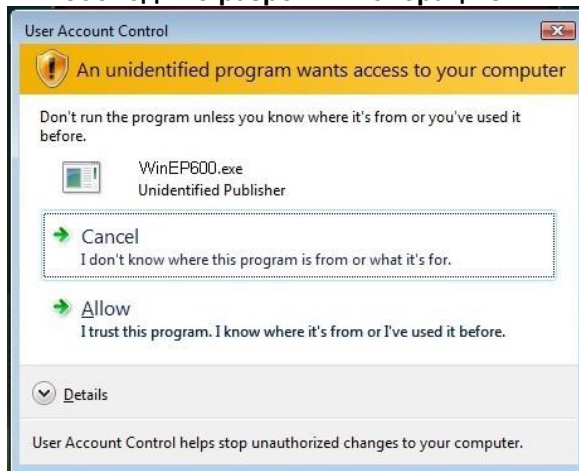 User Account Control
An unidentified program wants access to your computer
Don't run the program unless you know where it's from or you've used it
before.
WinEP600.exe
Unidentified Publisher
Cancel
I don't know where this program is from or what it's for.
Allow
I trust this program. I know where it's from or I've used it before.
Details
User Account Control helps stop unauthorized changes to your computer.